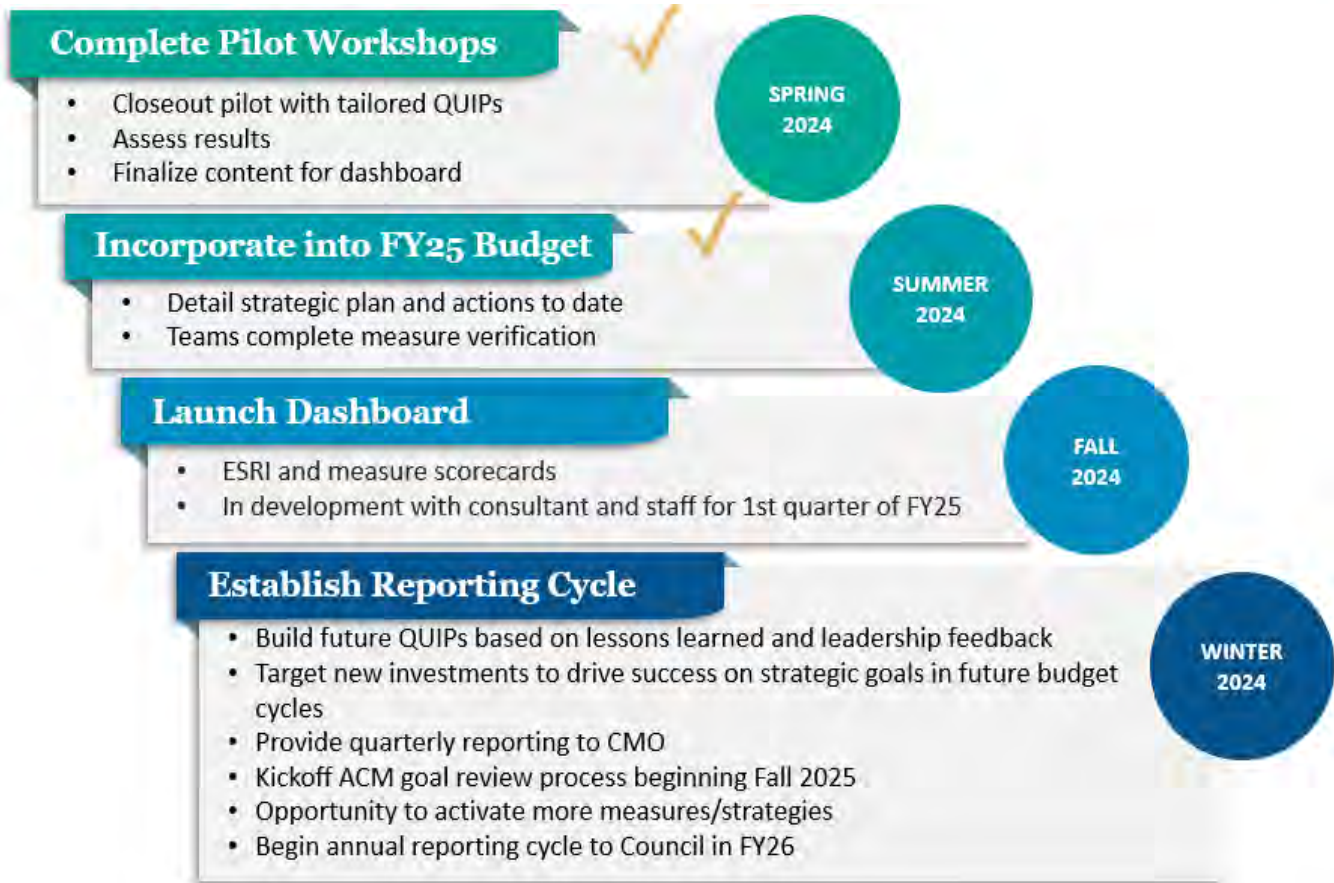 Complete Pilot Workshops
• Closeout pilot with tailored QUIPs
• Assess results
• Finalize content for dashboard
SPRING
2024
Incorporate into FY25 Budget
• Detail strategic plan and actions to date
• Teams complete measure verification
SUMMER
2024
Launch Dashboard
• ESRI and measure scorecards
• In development with consultant and staff for 1st quarter of FY25
FALL
2024
Establish Reporting Cycle
• Build future QUIPs based on lessons learned and leadership feedback
• Target new investments to drive success on strategic goals in future budget
cycles
• Provide quarterly reporting to CMO
• Kickoff ACM goal review process beginning Fall 2025
• Opportunity to activate more measures/strategies
• Begin annual reporting cycle to Council in FY26
WINTER
2024